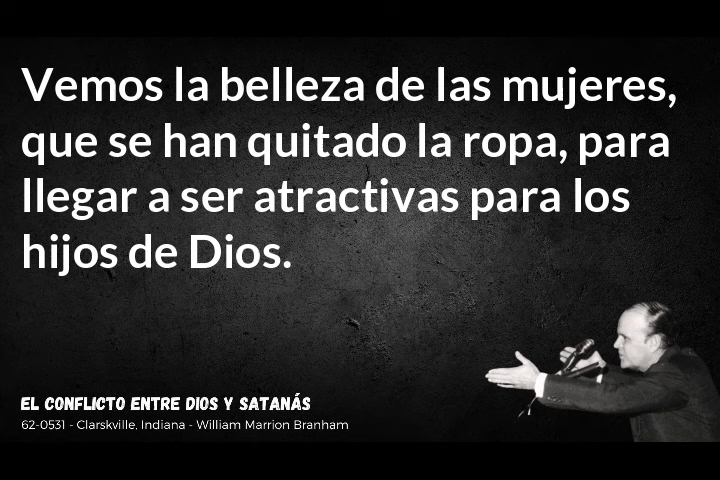 Vemos la belleza de las mujeres,
que se han quitado la ropa, para
llegar a ser atractivas para los
hijos de Dios.
EL CONFLICTO ENTRE DIOS Y SATANÁS
62-0531 - Clarskville, Indiana - William Marrion Branham